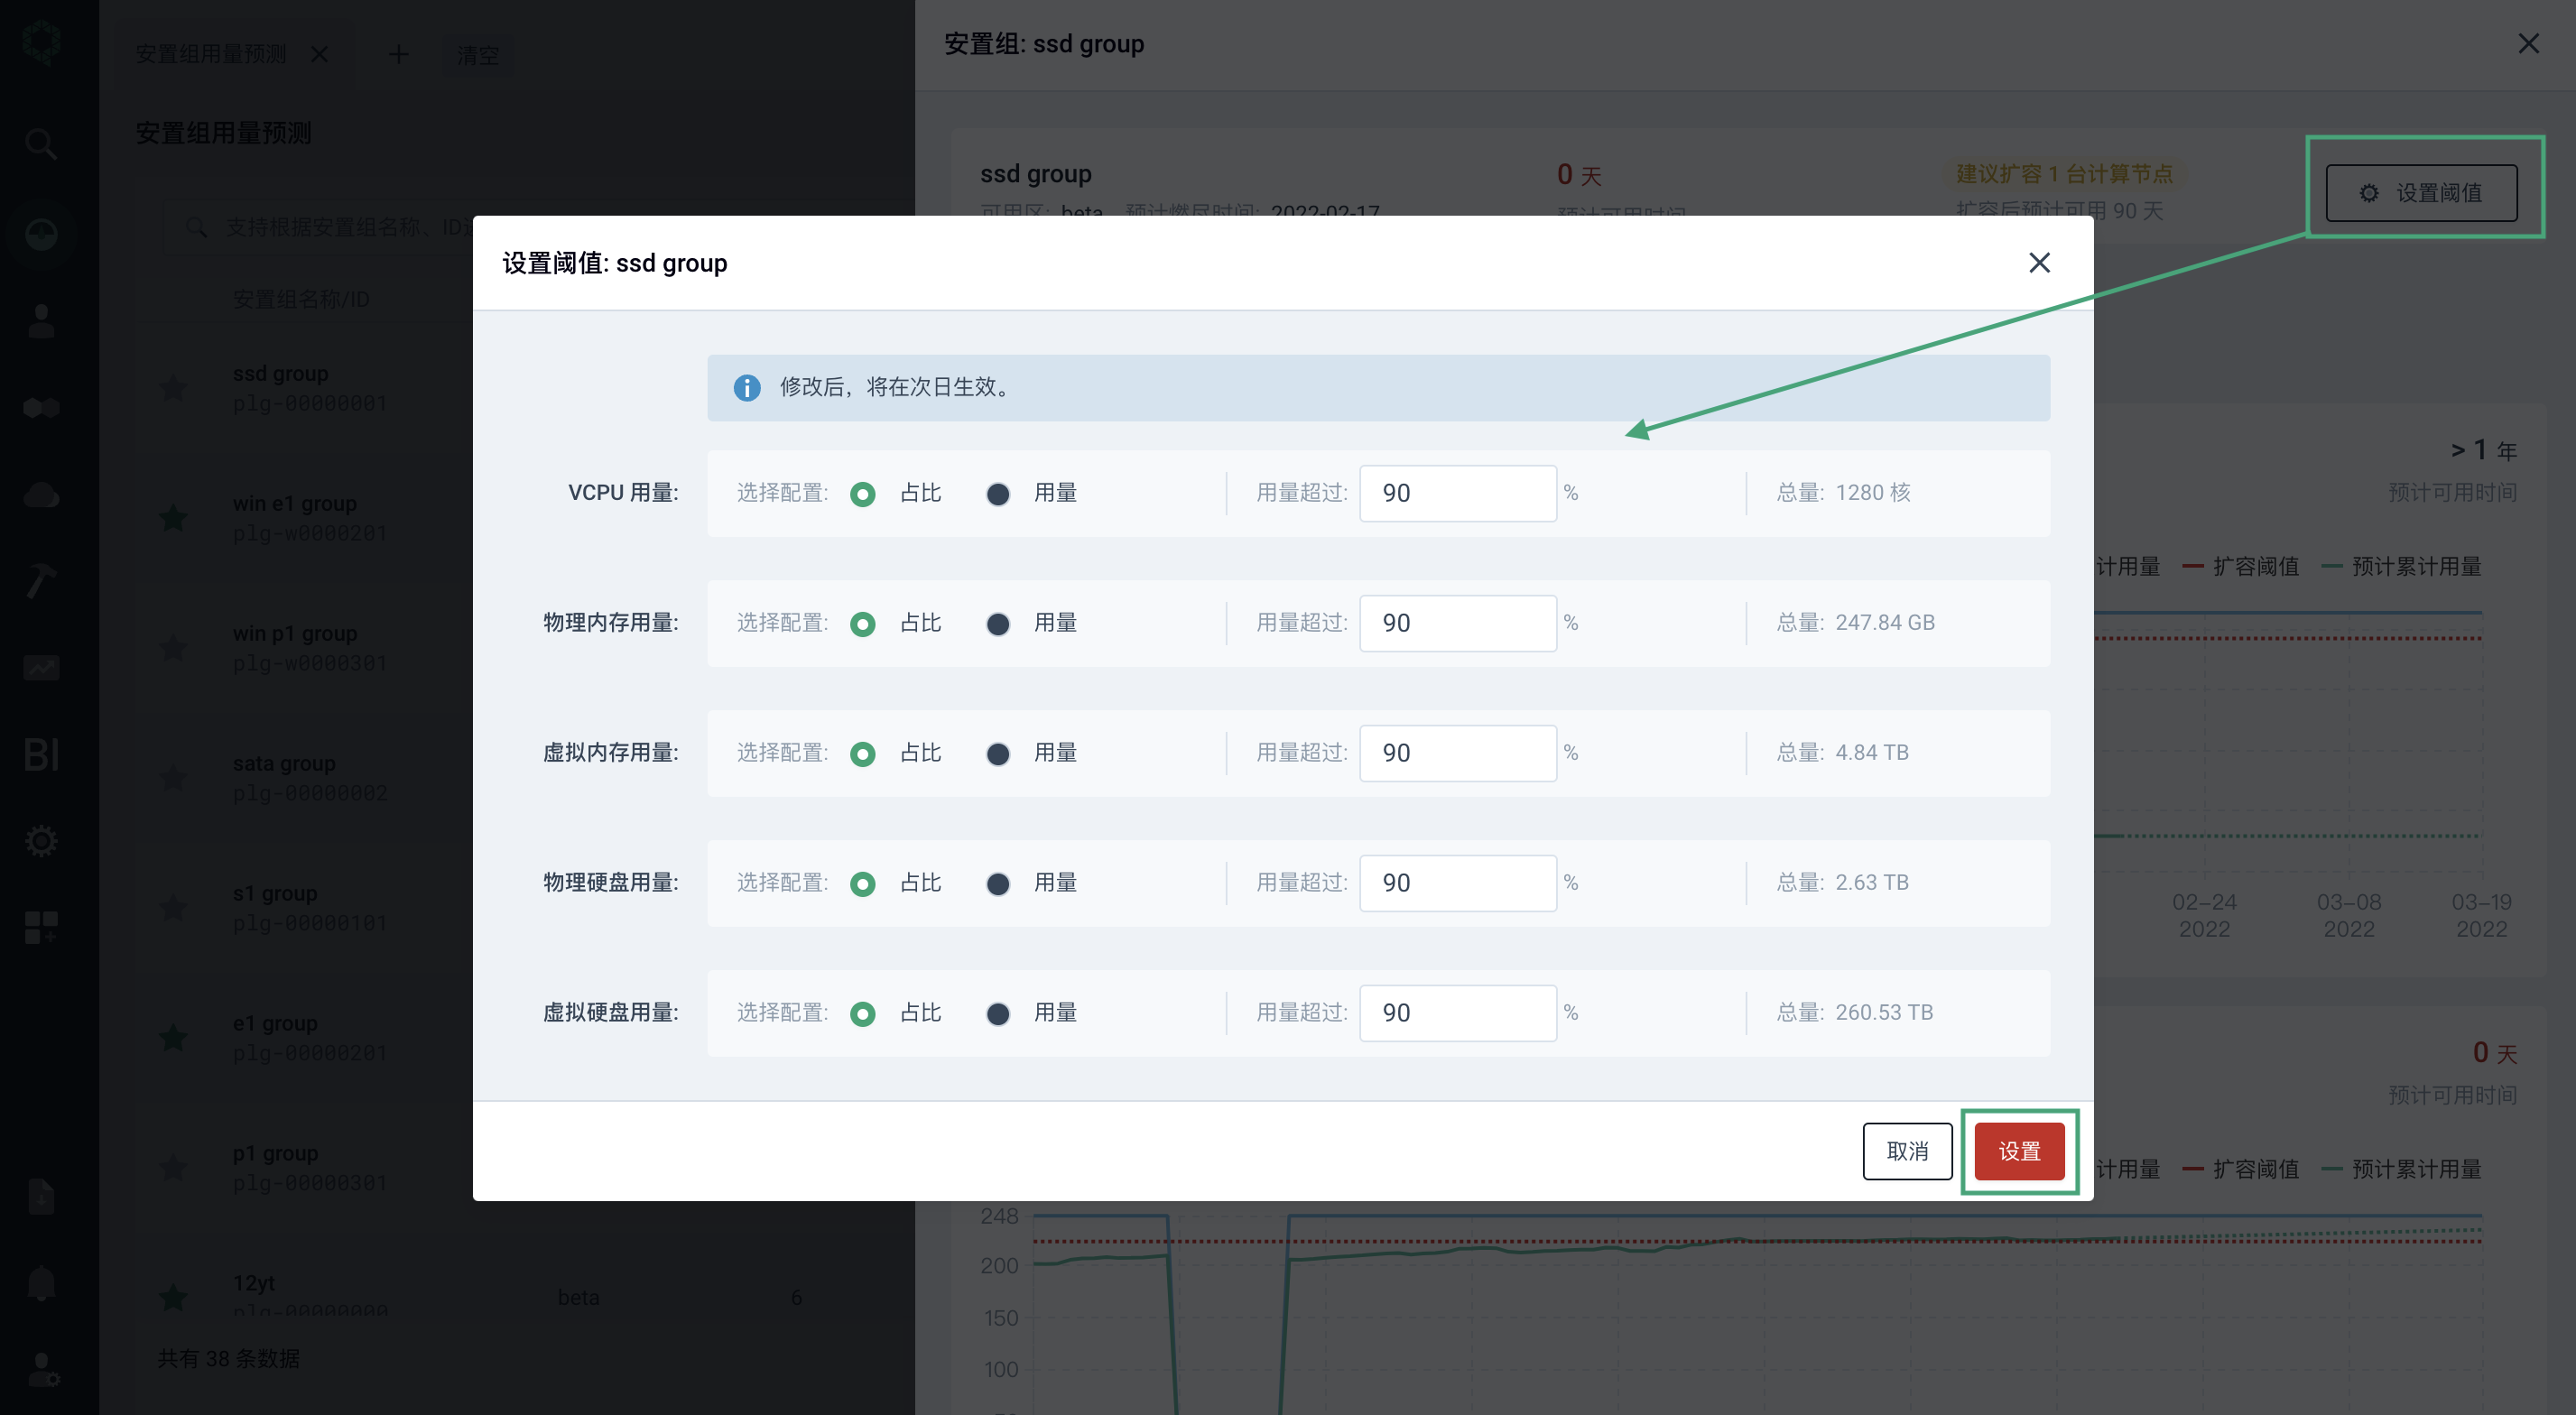 安置组用量预测
清空
安置组用量预测
支持根据安置组名称、ID
安置组名称/ID
ssd group
plg-00000001
win e1 group
plg-w0000201
win p1 group
plg-w0000301
BI
sata group
plg-00000002
s1 group
plg-00000101
e1 group
plg-00000201
p1 group
plg-00000301
12yt
plg-00000000
beta
6
共有 38 条数据
安置组: ssd group
ssd group
可用区: beta 预计燃尽时间: 2022-02-17
0 天
预计可用时间
建议扩容 1 台计算节点
扩容后预计可用 90 天
设置阈值
设置阈值: ssd group
修改后，将在次日生效。
VCPU 用量: 选择配置: 占比 用量 用量超过: 90 % 总量: 1280 核
物理内存用量: 选择配置: 占比 用量 用量超过: 90 % 总量: 247.84 GB
虚拟内存用量: 选择配置: 占比 用量 用量超过: 90 % 总量: 4.84 TB
物理硬盘用量: 选择配置: 占比 用量 用量超过: 90 % 总量: 2.63 TB
虚拟硬盘用量: 选择配置: 占比 用量 用量超过: 90 % 总量: 260.53 TB
取消
设置
> 1 年
预计可用时间
计用量 扩容阈值 预计累计用量
02-24 03-08 03-19
2022 2022 2022
0 天
预计可用时间
计用量 扩容阈值 预计累计用量
248
200
150
100